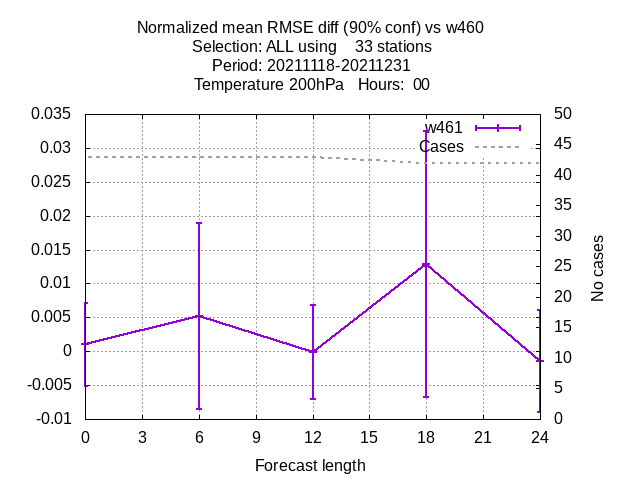 Normalized mean RMSE diff (90% conf) vs w460
Selection: ALL using    33 stations
Period: 20211118-20211231
Temperature 200hPa   Hours:  00
w461
Cases
0.035
0.03
0.025
0.02
0.015
0.01
0.005
0
-0.005
-0.01
50
45
40
35
30
25
20
15
10
5
0
No cases
0 3 6 9 12 15 18 21 24
Forecast length